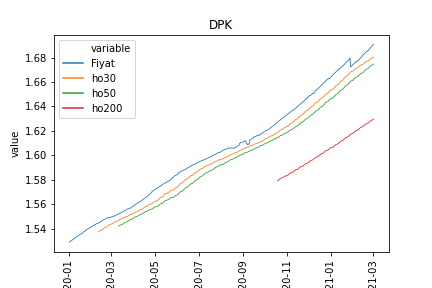 DPK
variable
Fiyat
ho30
ho50
ho200
value
1.68
1.66
1.64
1.62
1.60
1.58
1.56
1.54
20-01
20-03
20-05
20-07
20-09
20-11
21-01
21-03